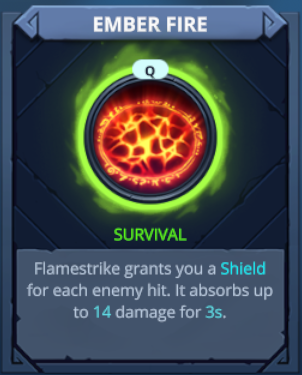 EMBER FIRE
Q
SURVIVAL
Flamestrike grants you a Shield
for each enemy hit. It absorbs up
to 14 damage for 3s.